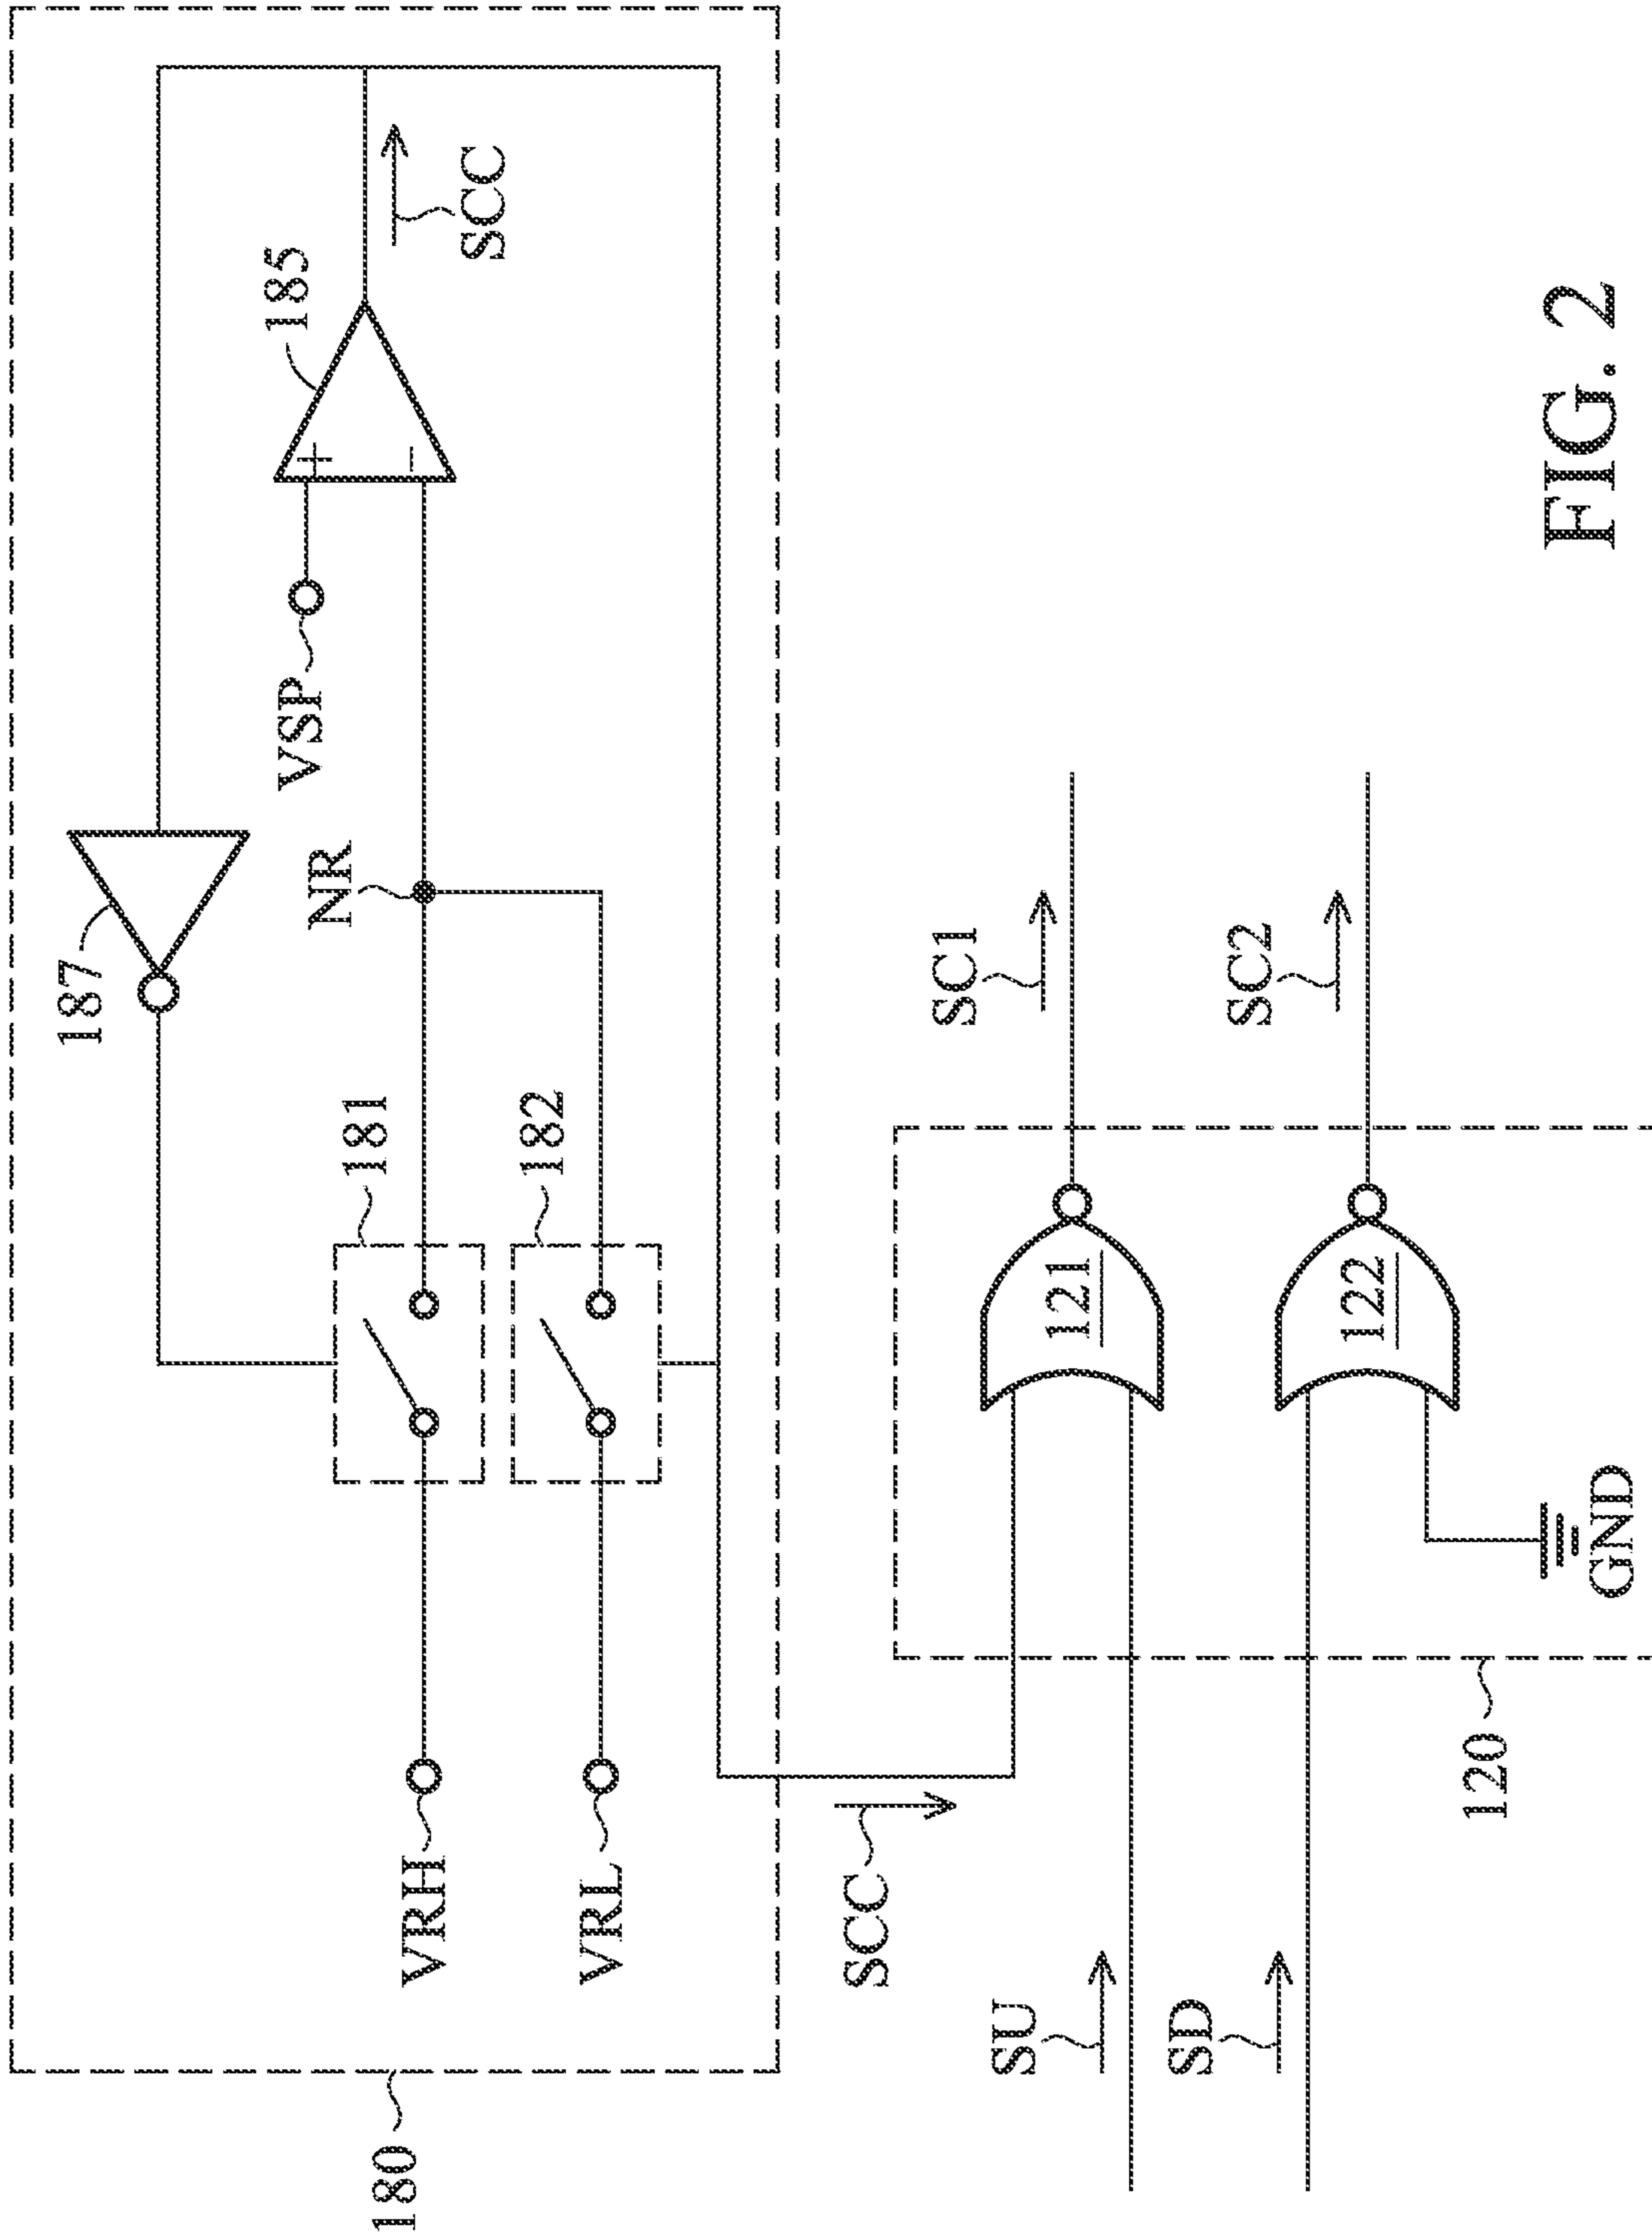 180
187
185
VSP
SCC
NR
181
182
VRH
VRL
SCC
SU
SD
SC1
SC2
121
122
GND
120
FIG. 2